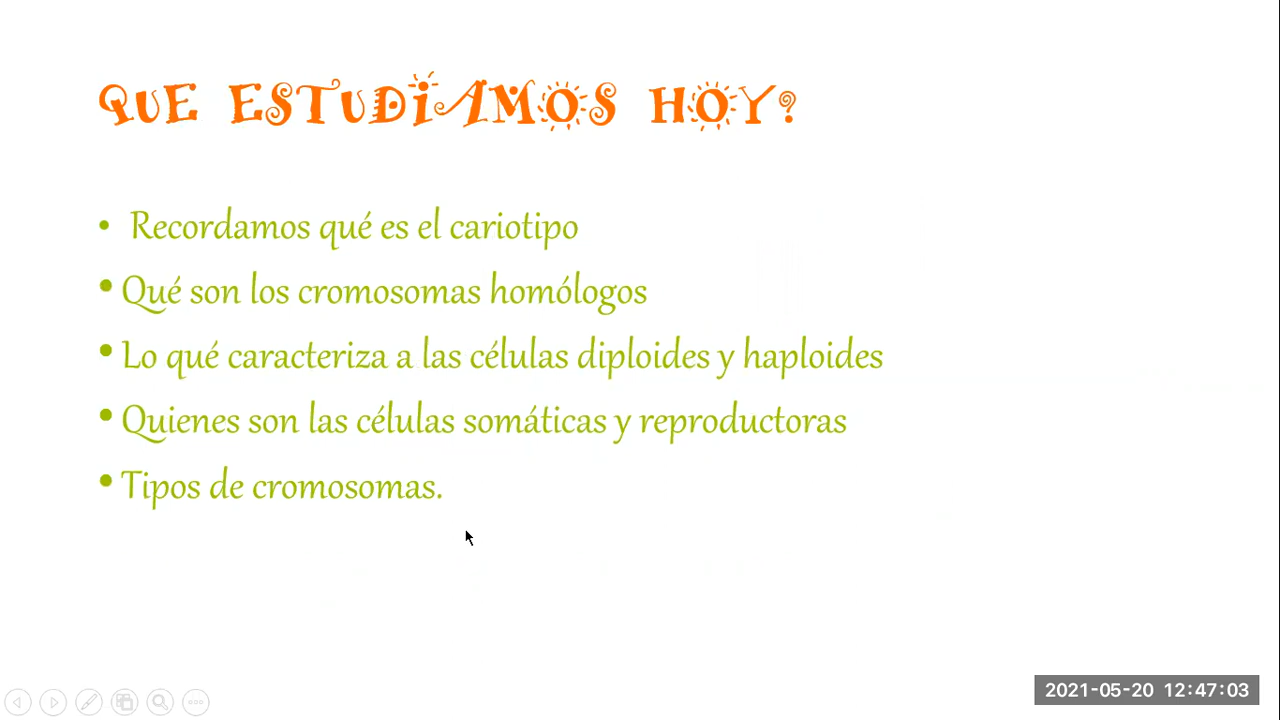 QUE ESTUDIAMOS HOY?
• Recordamos qué es el cariotipo
• Qué son los cromosomas homólogos
• Lo qué caracteriza a las células diploides y haploides
• Quienes son las células somáticas y reproductoras
• Tipos de cromosomas.
2021-05-20 12:47:03